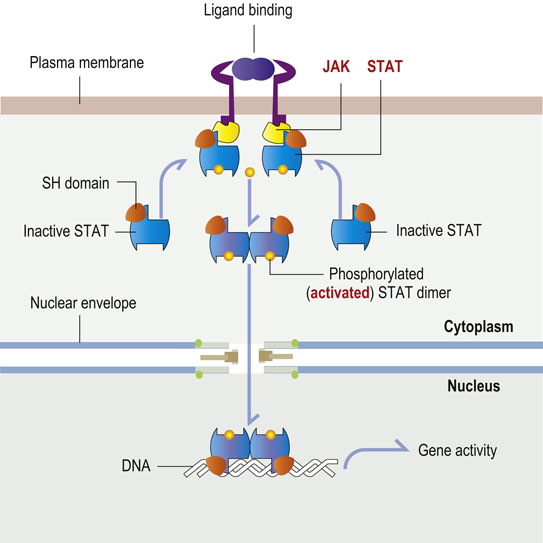 Ligand binding
Plasma membrane
JAK STAT
SH domain
Inactive STAT
Inactive STAT
Phosphorylated
(activated) STAT dimer
Nuclear envelope
Cytoplasm
Nucleus
DNA
Gene activity